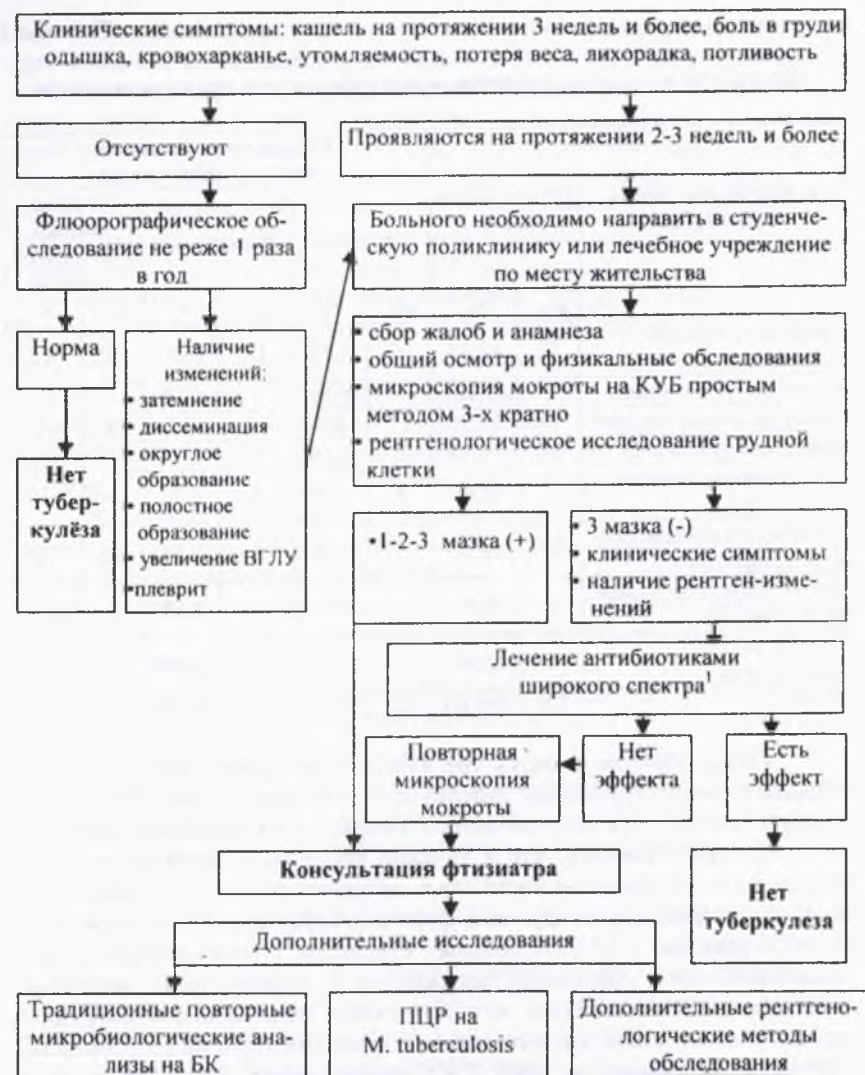 Клинические симптомы: кашель на протяжении 3 недель и более, боль в груди
одышка, кровохарканье, утомляемость, потеря веса, лихорадка, потливость
Отсутствуют
Проявляются на протяжении 2-3 недель и более
Флюорографическое об-
следование не реже 1 раза
в год
Больного необходимо направить в студенче-
скую поликлинику или лечебное учреждение
по месту жительства
Норма
Нет
тубер-
кулёза
Наличие
изменений:
• затемнение
• диссеминация
• округлое
образование
• полостное
образование
• увеличение ВГЛУ
• плеврит
• сбор жалоб и анамнеза
• общий осмотр и физикальные обследования
• микроскопия мокроты на КУБ простым
методом 3-х кратно
• рентгенологическое исследование грудной
клетки
•1-2-3 мазка (+)
• 3 мазка (-)
• клинические симптомы
• наличие рентген-изме-
нений
Лечение антибиотиками
широкого спектра¹
Повторная
микроскопия
мокроты
Нет
эффекта
Есть
эффект
Консультация фтизиатра
Нет
туберкулеза
Дополнительные исследования
Традиционные повторные
микробиологические ана-
лизы на БК
ПЦР на
M. tuberculosis
Дополнительные рентгено-
логические методы
обследования